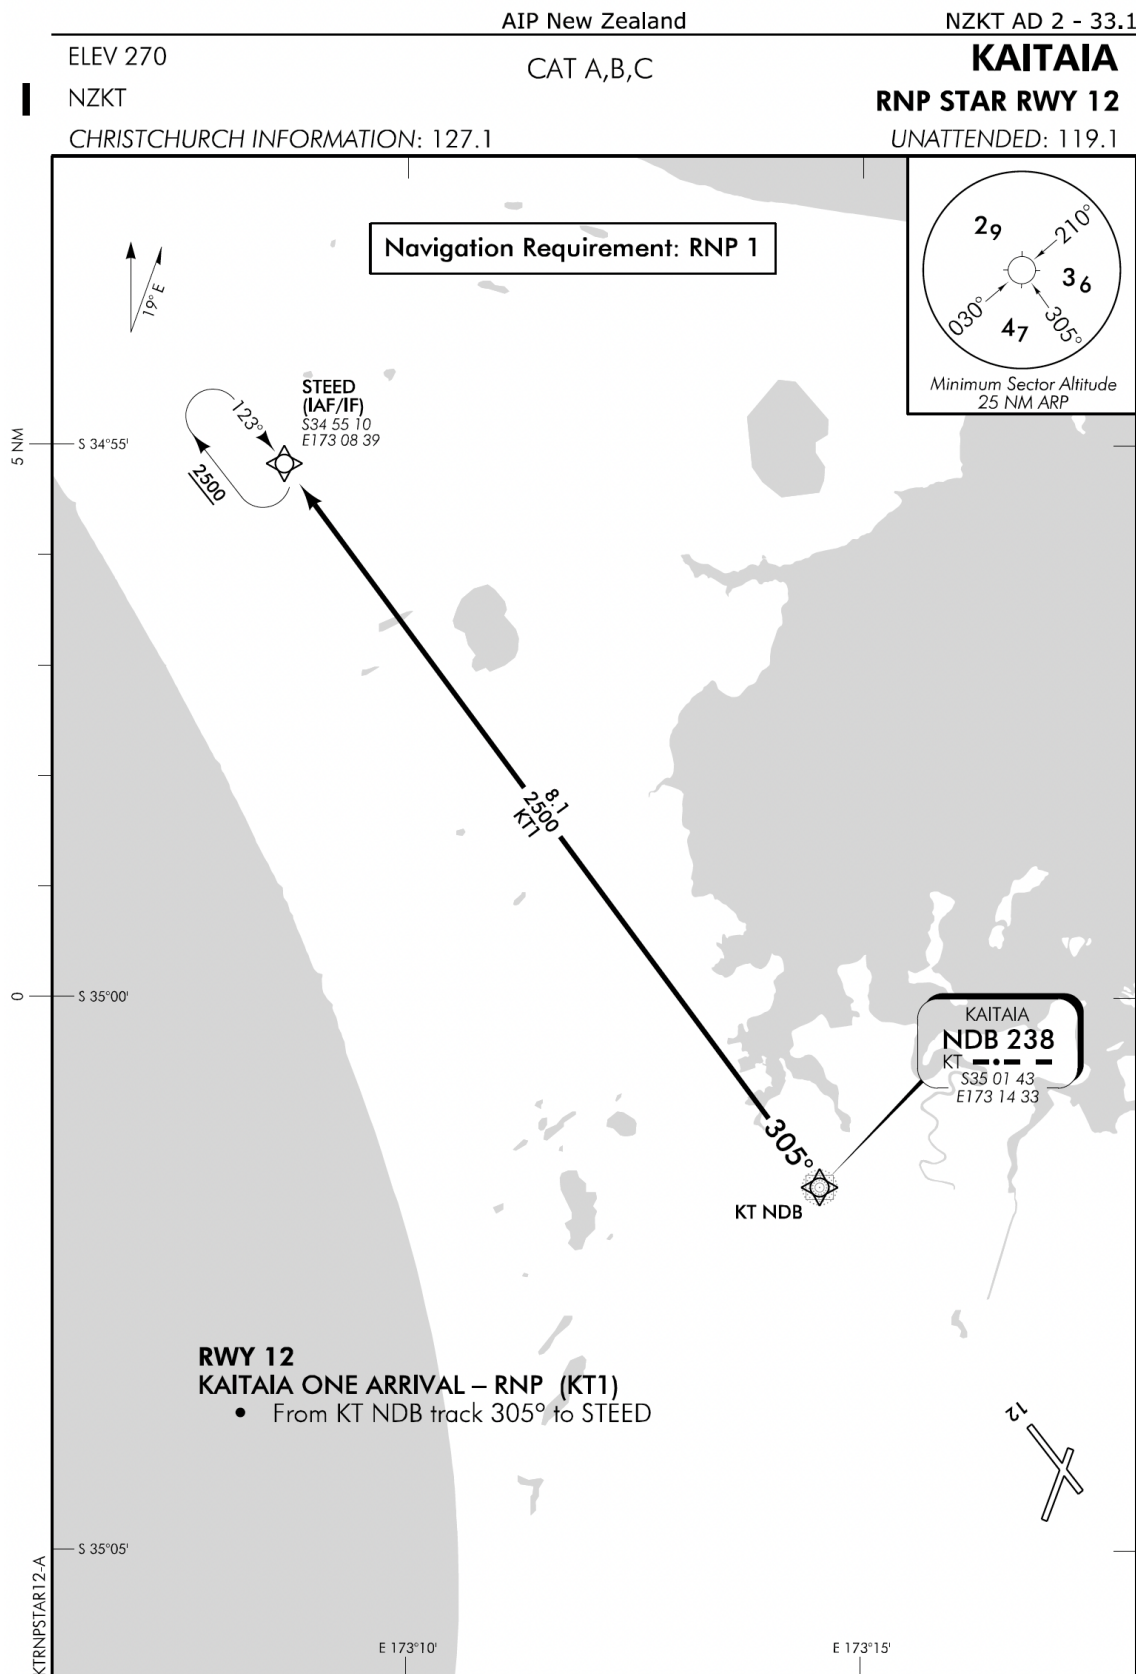 AIP New Zealand
NZKT AD 2 - 33.1
ELEV 270
CAT A,B,C
KAITAIA
NZKT
RNP STAR RWY 12
CHRISTCHURCH INFORMATION: 127.1
UNATTENDED: 119.1
Navigation Requirement: RNP 1
19° E
29
210°
36
030°
305°
47
Minimum Sector Altitude
25 NM ARP
STEED
(IAF/IF)
S34 55 10
E173 08 39
123°
2500
5 NM
S 34°55'
8.1
2500
KT1
0
S 35°00'
KAITAIA
NDB 238
KT
S35 01 43
E173 14 33
305°
KT NDB
RWY 12
KAITAIA ONE ARRIVAL – RNP (KT1)
• From KT NDB track 305° to STEED
12
S 35°05'
KTRNPSTAR12-A
E 173°10'
E 173°15'